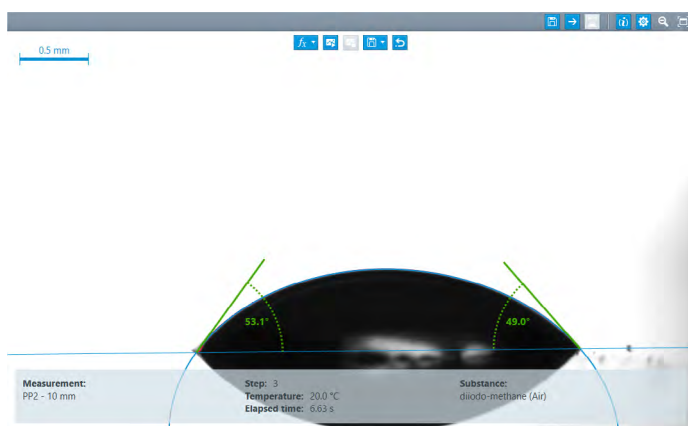 0.5 mm
fx
53.1°
49.0°
Measurement:
PP2 - 10 mm
Step: 3
Temperature: 20.0 °C
Elapsed time: 6.63 s
Substance:
diiodo-methane (Air)